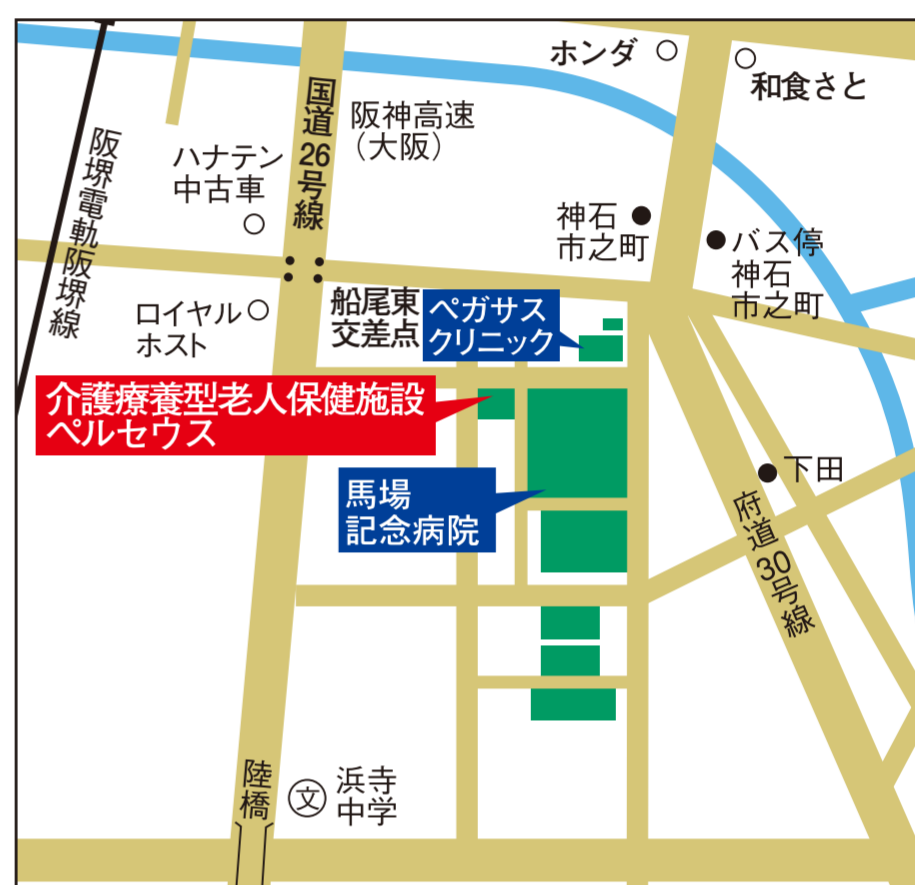 ホンダ
和食さと
国道26号線
阪神高速
（大阪）
阪堺電軌阪堺線
ハナテン
中古車
神石
市之町
バス停
神石
市之町
ロイヤル
ホスト
船尾東
交差点
ペガサス
クリニック
介護療養型老人保健施設
ペルセウス
馬場
記念病院
下田
府道30号線
陸橋
文
浜寺
中学